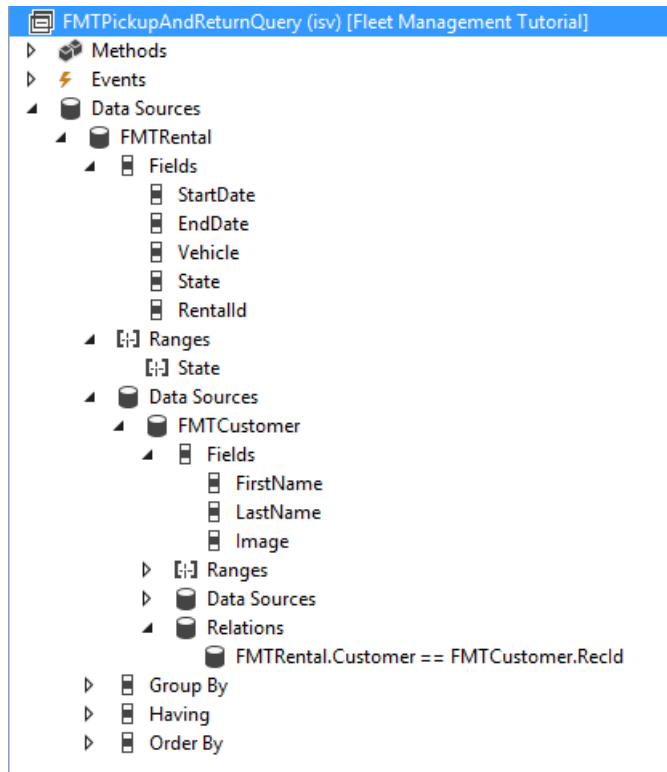 FMTPickupAndReturnQuery (isv) [Fleet Management Tutorial]
Methods
Events
Data Sources
FMTRental
Fields
StartDate
EndDate
Vehicle
State
RentalId
Ranges
State
Data Sources
FMTCustomer
Fields
FirstName
LastName
Image
Ranges
Data Sources
Relations
FMTRental.Customer == FMTCustomer.RecId
Group By
Having
Order By